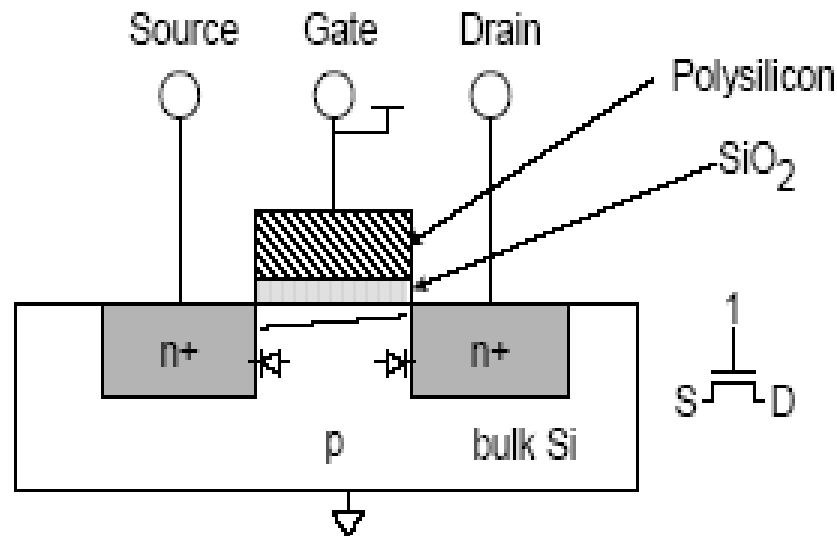 Source Gate Drain
Polysilicon
SiO₂
n+ n+
1
S D
p bulk Si